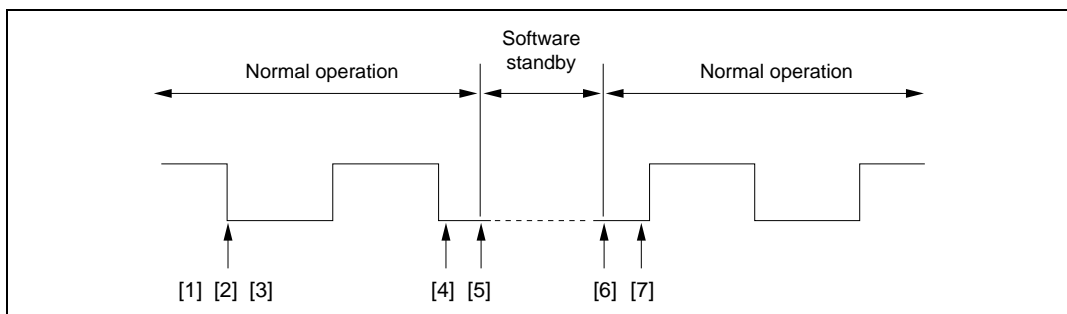 Software
standby
Normal operation
Normal operation
[1] [2] [3] [4] [5] [6] [7]